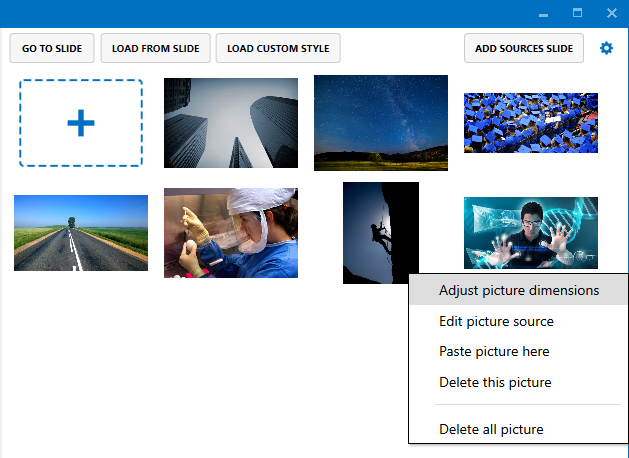 GO TO SLIDE LOAD FROM SLIDE LOAD CUSTOM STYLE ADD SOURCES SLIDE
Adjust picture dimensions
Edit picture source
Paste picture here
Delete this picture
Delete all picture